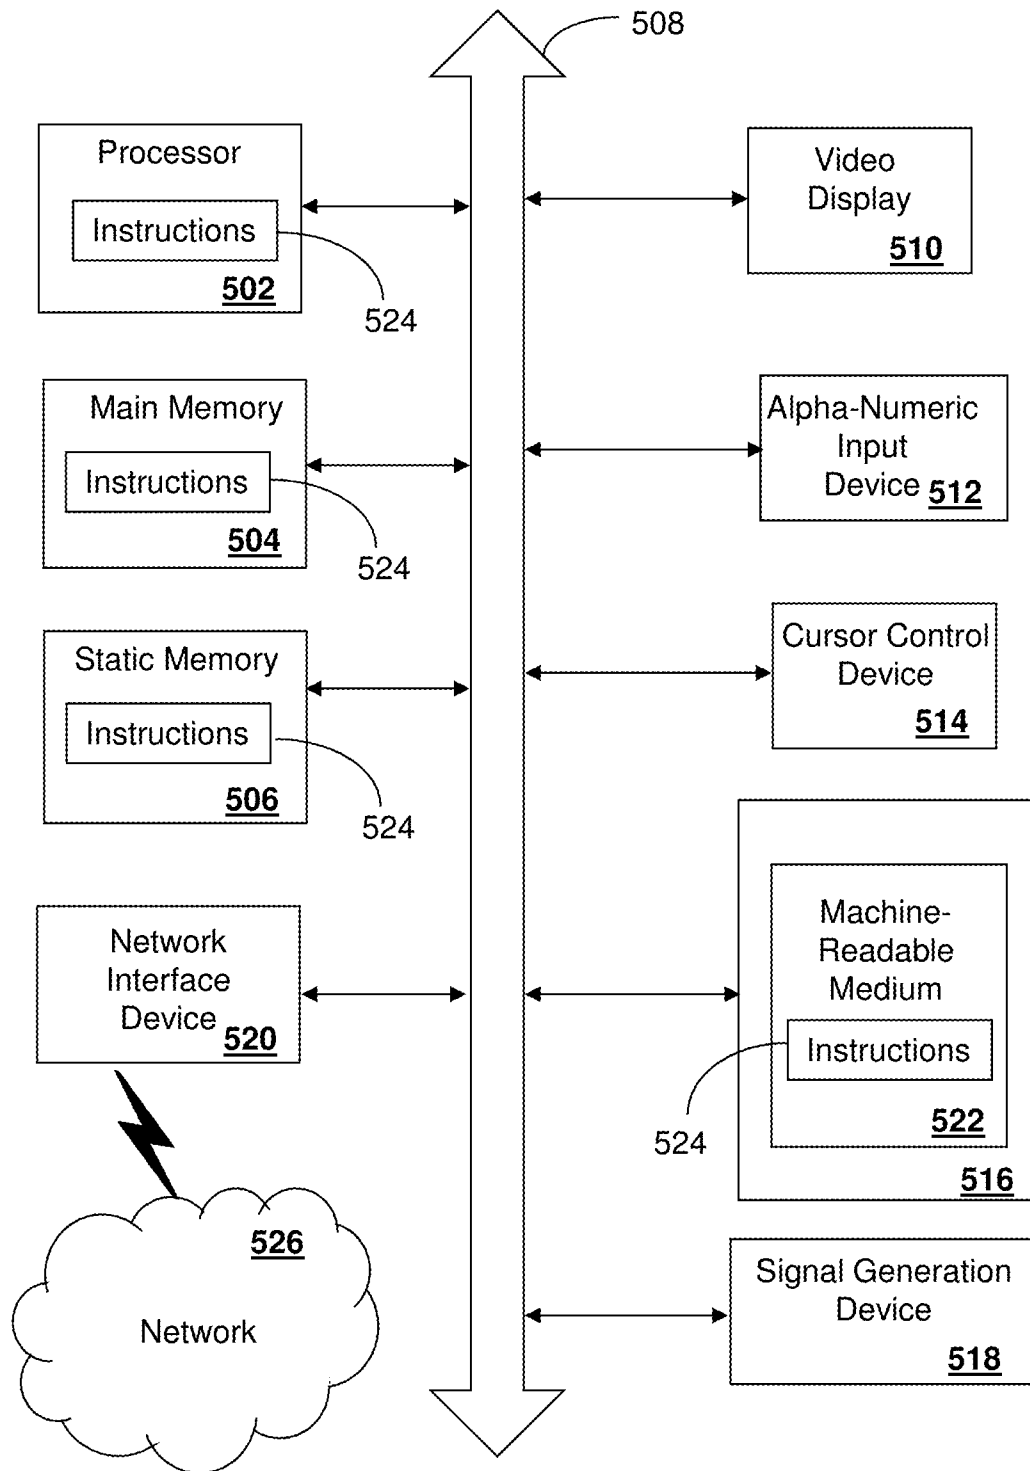 508
Processor
Instructions
502
524
Video
Display
510
Main Memory
Instructions
504
524
Alpha-Numeric
Input
Device 512
Static Memory
Instructions
506
524
Cursor Control
Device
514
Network
Interface
Device
520
Machine-
Readable
Medium
Instructions
522
524
516
526
Network
Signal Generation
Device
518